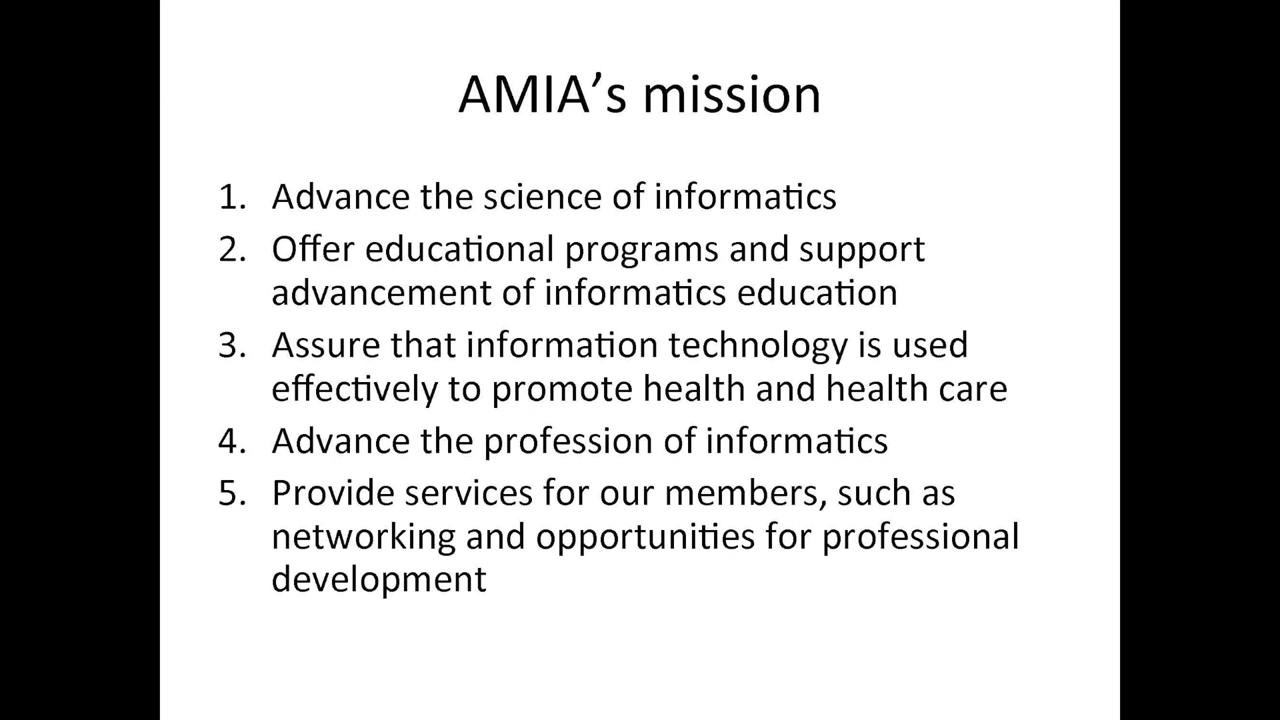 AMIA’s mission
1. Advance the science of informatics
2. Offer educational programs and support
advancement of informatics education
3. Assure that information technology is used
effectively to promote health and health care
4. Advance the profession of informatics
5. Provide services for our members, such as
networking and opportunities for professional
development